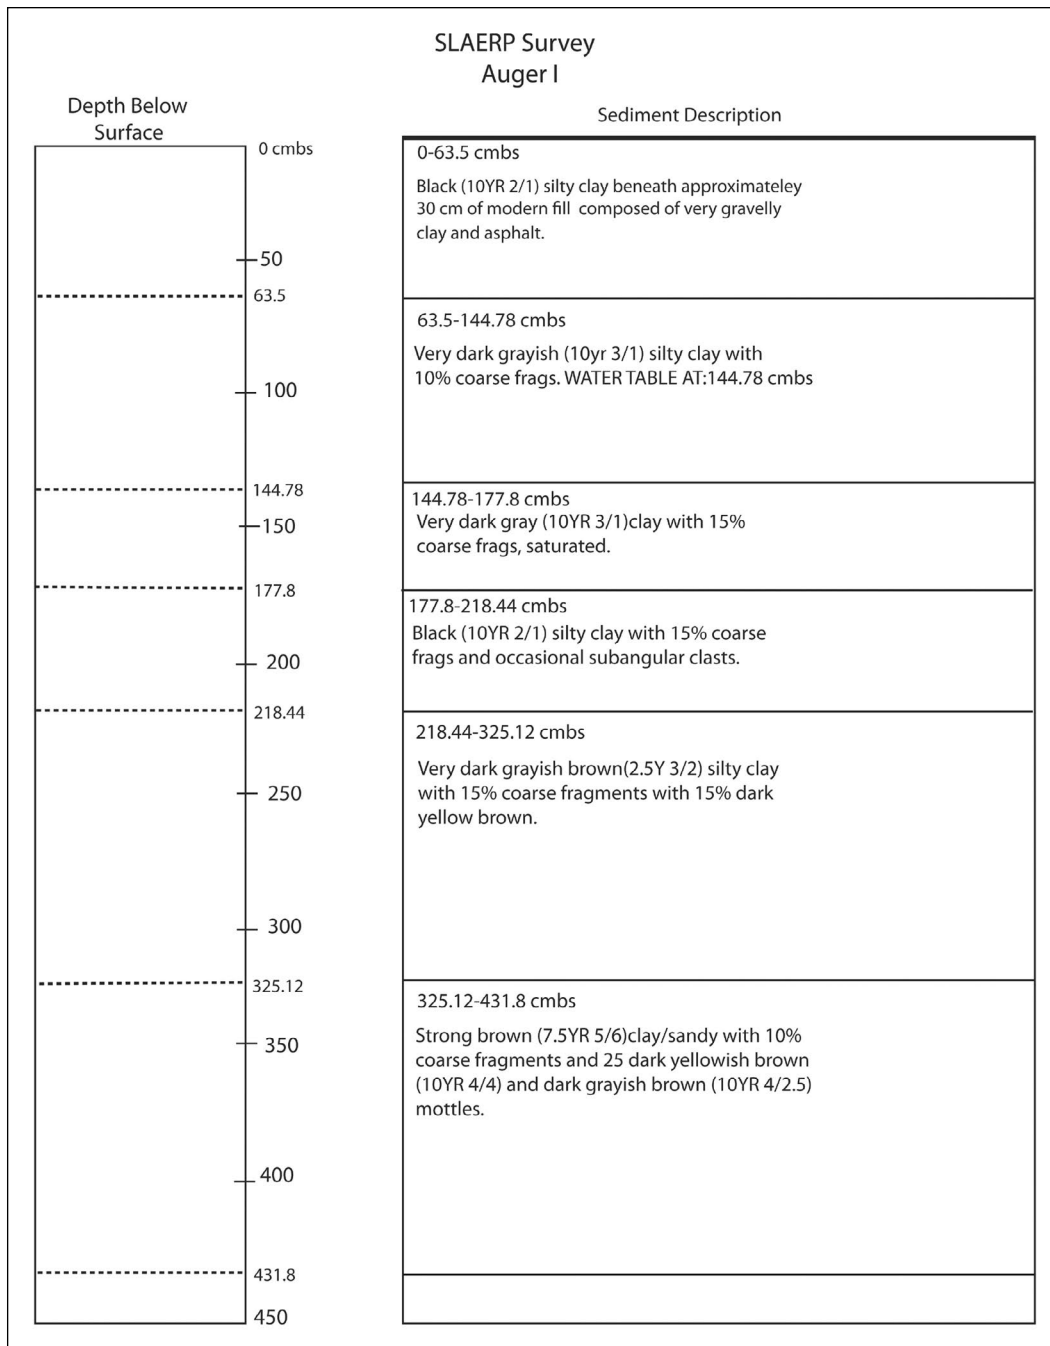 SLAERP Survey
Auger I
Depth Below
Surface
Sediment Description
0 cmbs
50
63.5
100
144.78
150
177.8
200
218.44
250
300
325.12
350
400
431.8
450
0-63.5 cmbs
Black (10YR 2/1) silty clay beneath approximateley
30 cm of modern fill composed of very gravelly
clay and asphalt.
63.5-144.78 cmbs
Very dark grayish (10yr 3/1) silty clay with
10% coarse frags. WATER TABLE AT:144.78 cmbs
144.78-177.8 cmbs
Very dark gray (10YR 3/1)clay with 15%
coarse frags, saturated.
177.8-218.44 cmbs
Black (10YR 2/1) silty clay with 15% coarse
frags and occasional subangular clasts.
218.44-325.12 cmbs
Very dark grayish brown(2.5Y 3/2) silty clay
with 15% coarse fragments with 15% dark
yellow brown.
325.12-431.8 cmbs
Strong brown (7.5YR 5/6)clay/sandy with 10%
coarse fragments and 25 dark yellowish brown
(10YR 4/4) and dark grayish brown (10YR 4/2.5)
mottles.